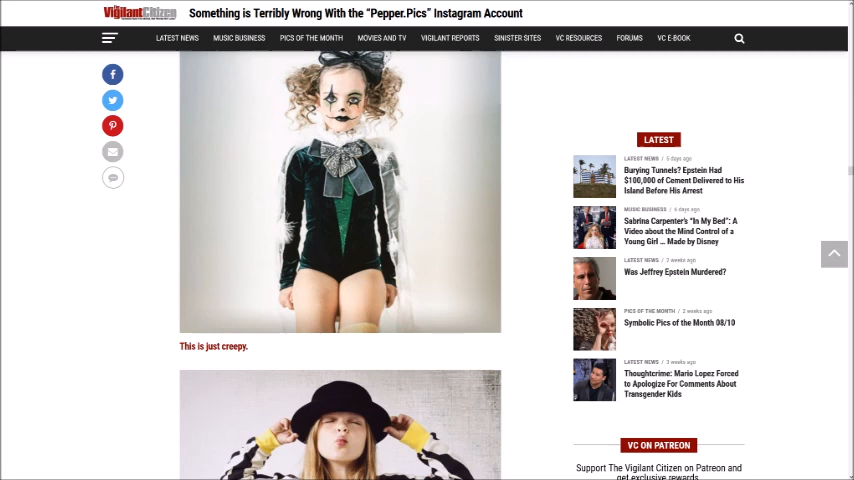 The
VigilantCitizen
Something is Terribly Wrong With the "Pepper.Pics" Instagram Account
LATEST NEWS
MUSIC BUSINESS
PICS OF THE MONTH
MOVIES AND TV
VIGILANT REPORTS
SINISTER SITES
VC RESOURCES
FORUMS
VC E-BOOK
This is just creepy.
LATEST
LATEST NEWS / 5 days ago
Burying Tunnels? Epstein Had
$100,000 of Cement Delivered to His
Island Before His Arrest
MUSIC BUSINESS / 6 days ago
Sabrina Carpenter's "In My Bed": A
Video about the Mind Control of a
Young Girl ... Made by Disney
LATEST NEWS / 2 weeks ago
Was Jeffrey Epstein Murdered?
PICS OF THE MONTH / 2 weeks ago
Symbolic Pics of the Month 08/10
LATEST NEWS / 3 weeks ago
Thoughtcrime: Mario Lopez Forced
to Apologize For Comments About
Transgender Kids
VC ON PATREON
Support The Vigilant Citizen on Patreon and
get exclusive rewards